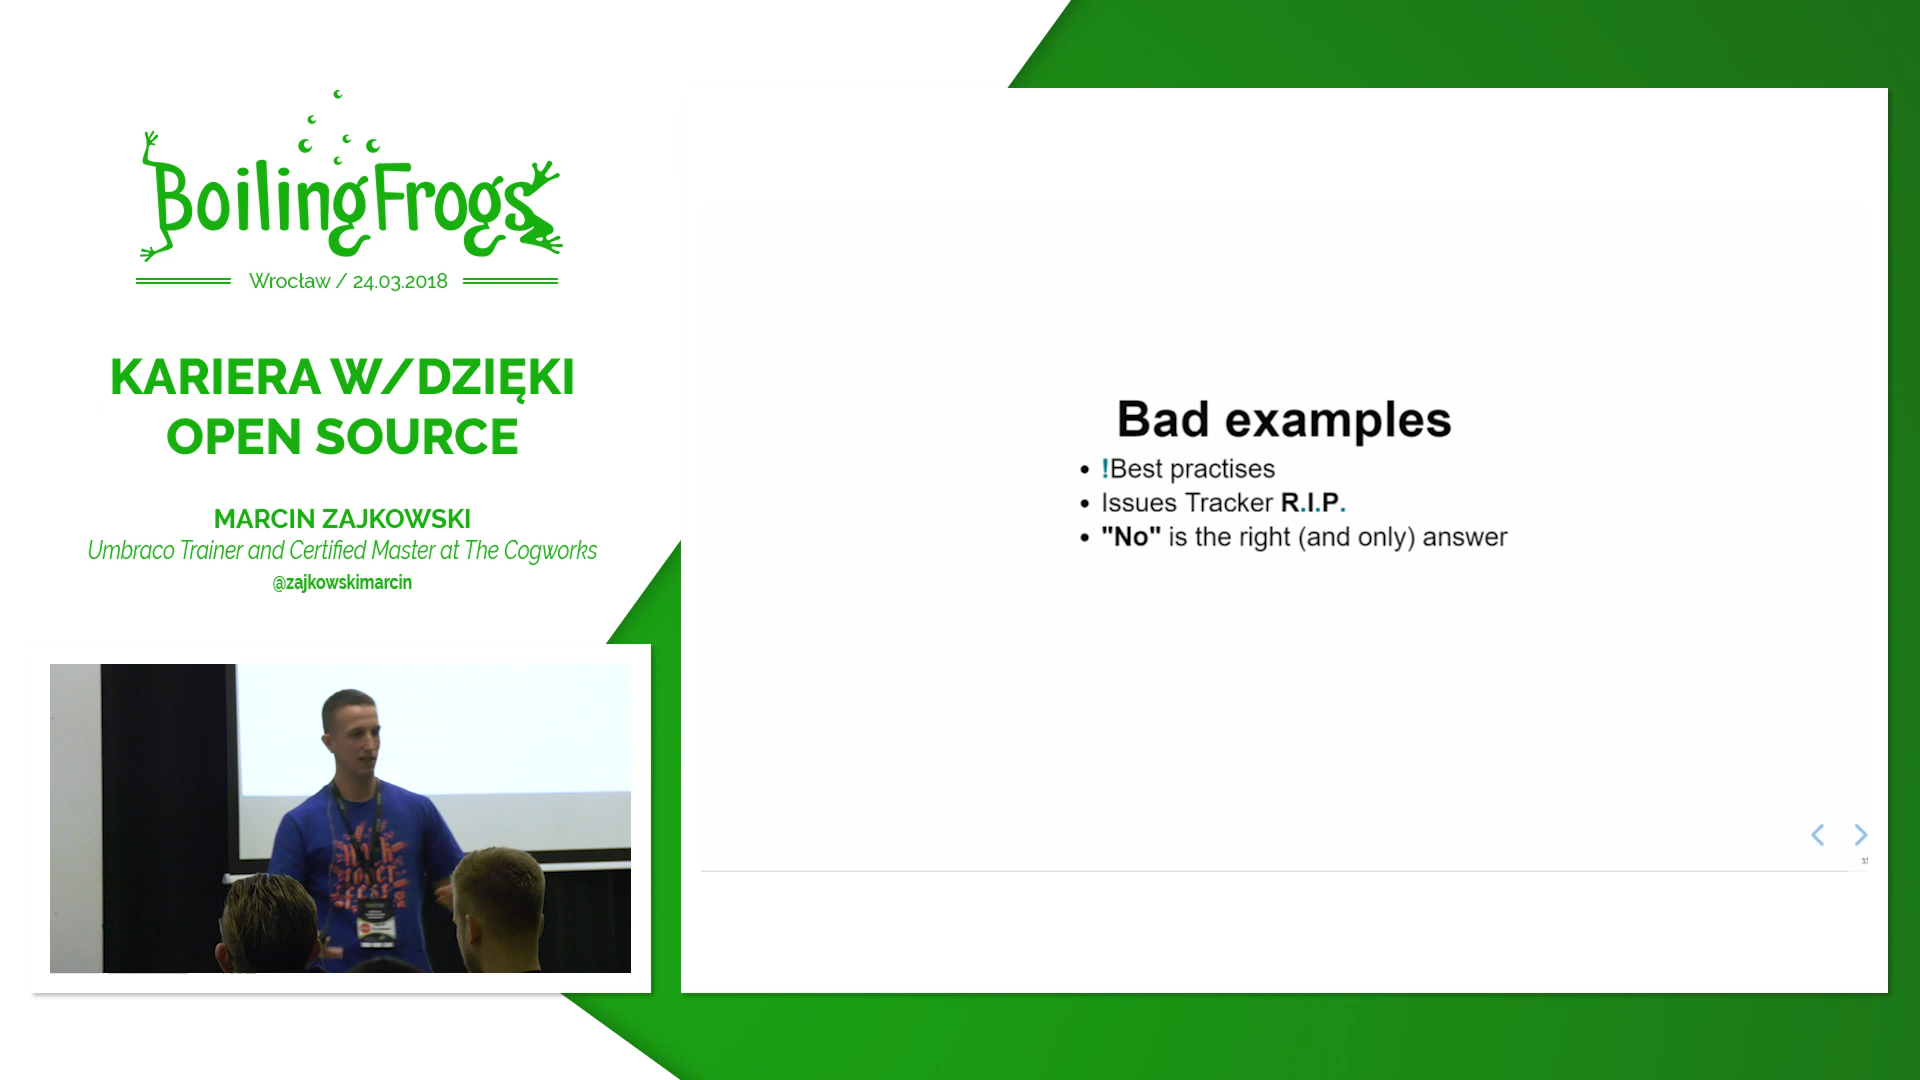 BoilingFrogs
Wrocław / 24.03.2018
KARIERA W/DZIĘKI
OPEN SOURCE
MARCIN ZAJKOWSKI
Umbraco Trainer and Certified Master at The Cogworks
@zajkowskimarcin
Bad examples
!Best practises
Issues Tracker R.I.P.
"No" is the right (and only) answer